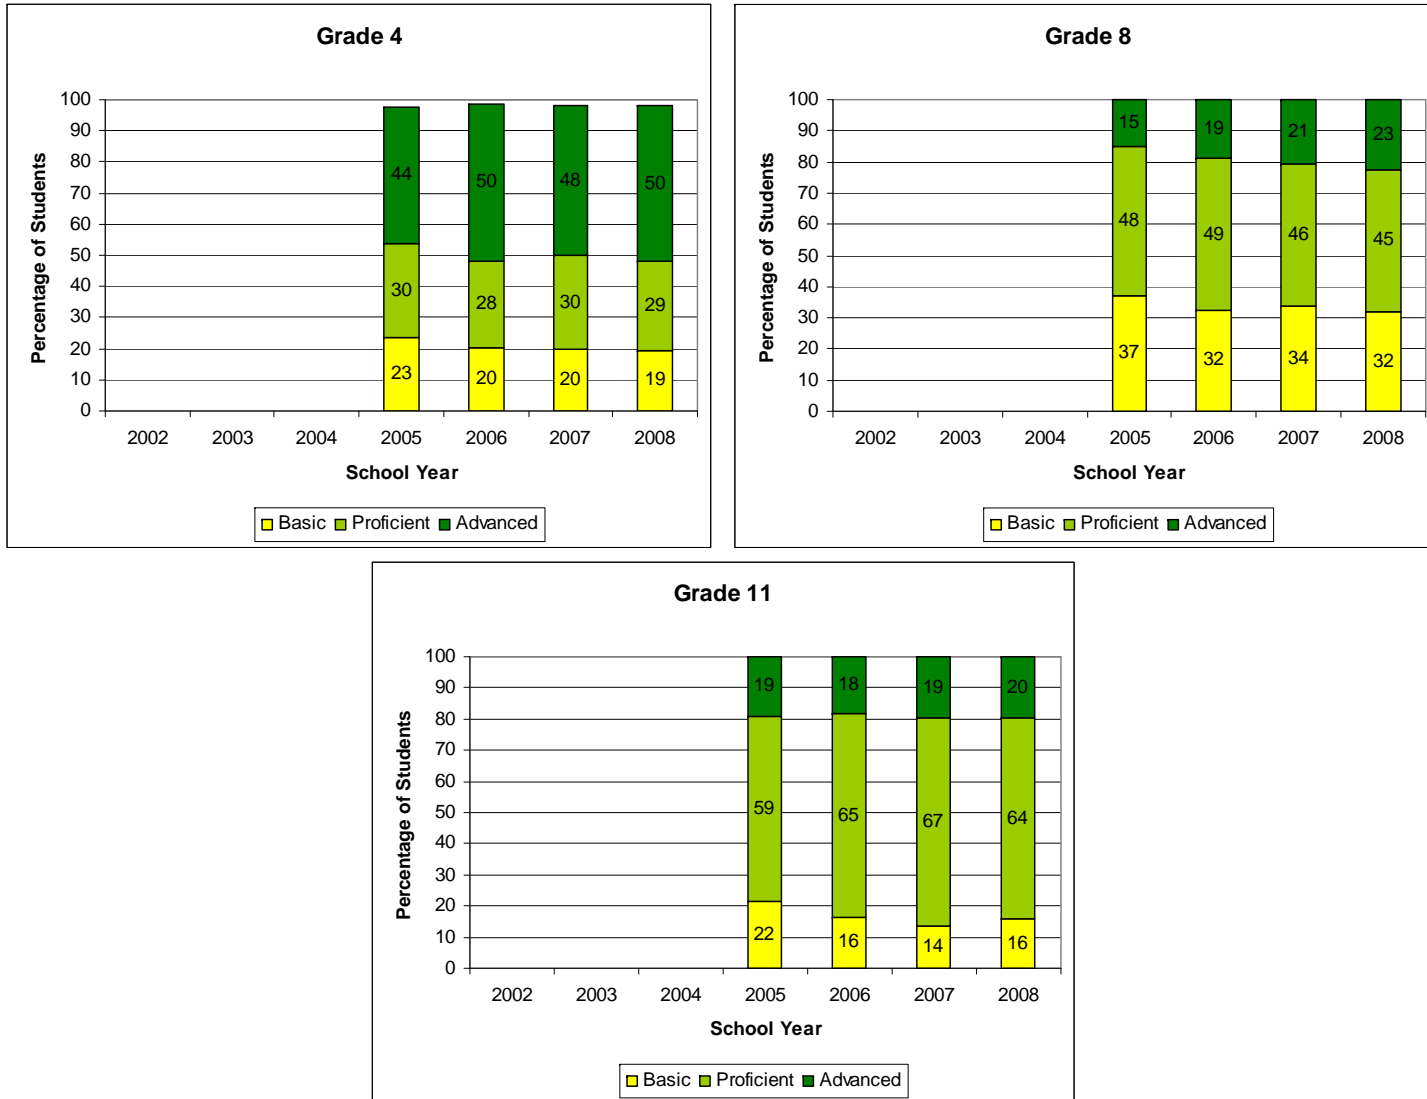 Grade 4
Percentage of Students
100
90
80
70
60
50
40
30
20
10
0
44 50 48 50
30 28 30 29
23 20 20 19
2002 2003 2004 2005 2006 2007 2008
School Year
Basic Proficient Advanced
Grade 8
Percentage of Students
100
90
80
70
60
50
40
30
20
10
0
15 19 21 23
48 49 46 45
37 32 34 32
2002 2003 2004 2005 2006 2007 2008
School Year
Basic Proficient Advanced
Grade 11
Percentage of Students
100
90
80
70
60
50
40
30
20
10
0
19 18 19 20
59 65 67 64
22 16 14 16
2002 2003 2004 2005 2006 2007 2008
School Year
Basic Proficient Advanced